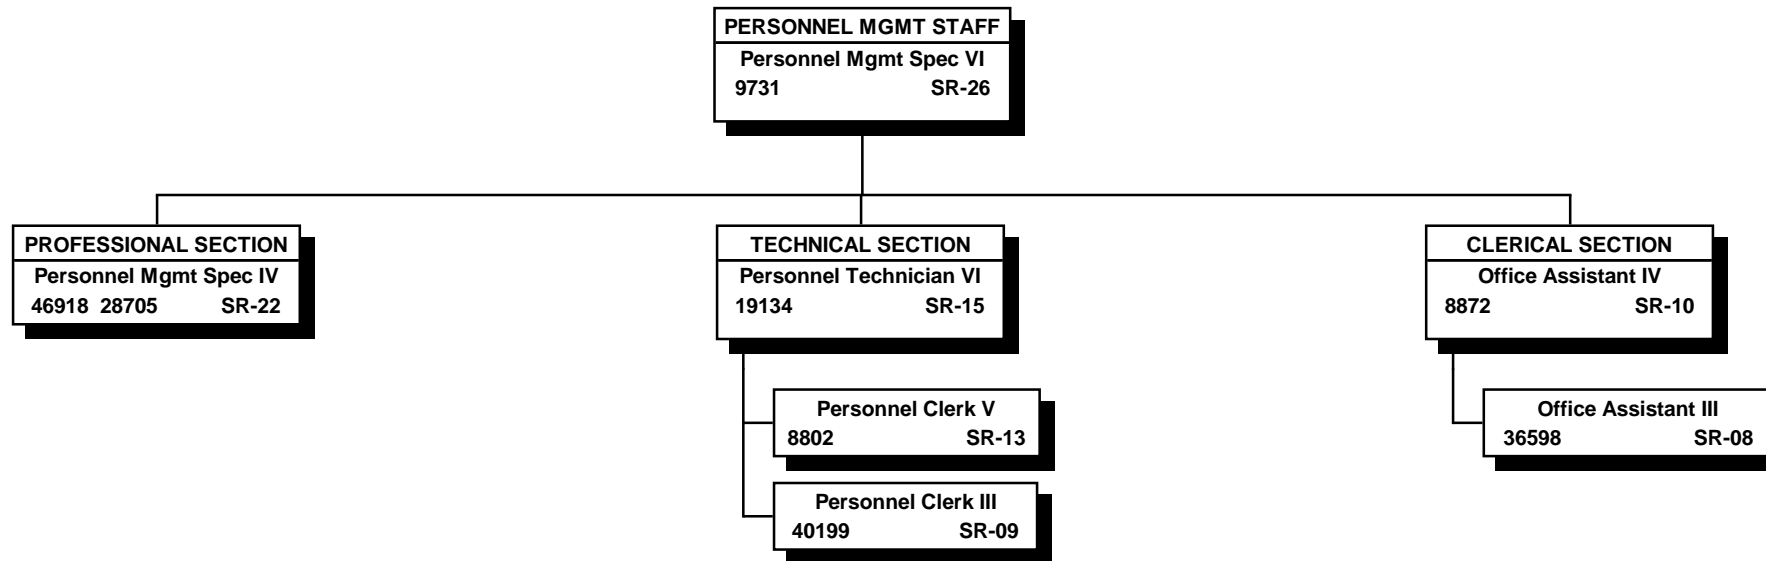 PERSONNEL MGMT STAFF
Personnel Mgmt Spec VI
9731 SR-26
PROFESSIONAL SECTION
Personnel Mgmt Spec IV
46918 28705 SR-22
TECHNICAL SECTION
Personnel Technician VI
19134 SR-15
Personnel Clerk V
8802 SR-13
Personnel Clerk III
40199 SR-09
CLERICAL SECTION
Office Assistant IV
8872 SR-10
Office Assistant III
36598 SR-08